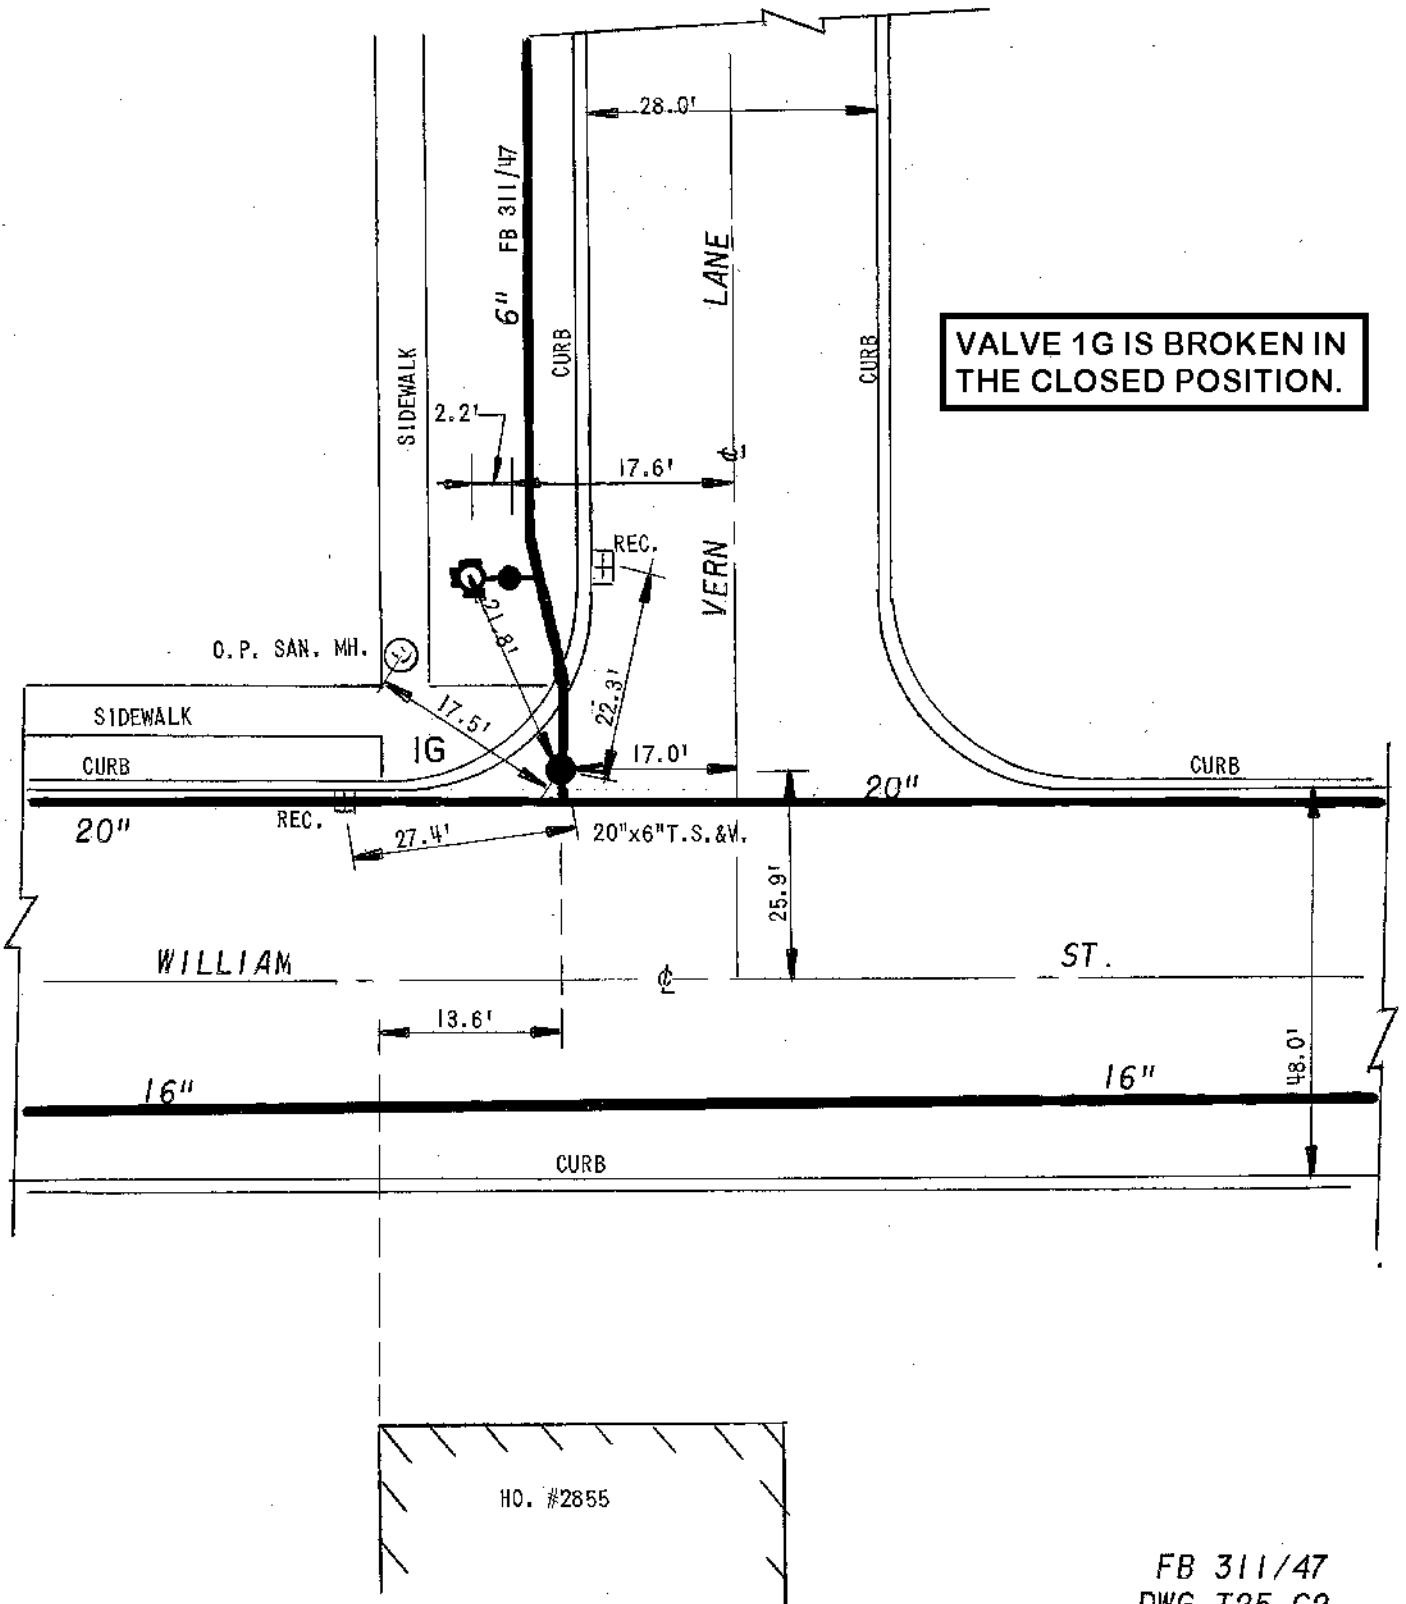 28.0'
6" FB 311/47
LANE
CURB
CURB
SIDEWALK
VALVE 1G IS BROKEN IN
THE CLOSED POSITION.
2.2'
17.6'
℄
REC.
VERN
21.8'
O.P. SAN. MH.
22.3'
17.5'
SIDEWALK
1G
17.0'
CURB
CURB
20"
20"
REC.
27.4'
20"x6"T.S.&V.
25.9'
WILLIAM
℄
ST.
13.6'
48.0'
16"
16"
CURB
HO. #2855
FB 311/47